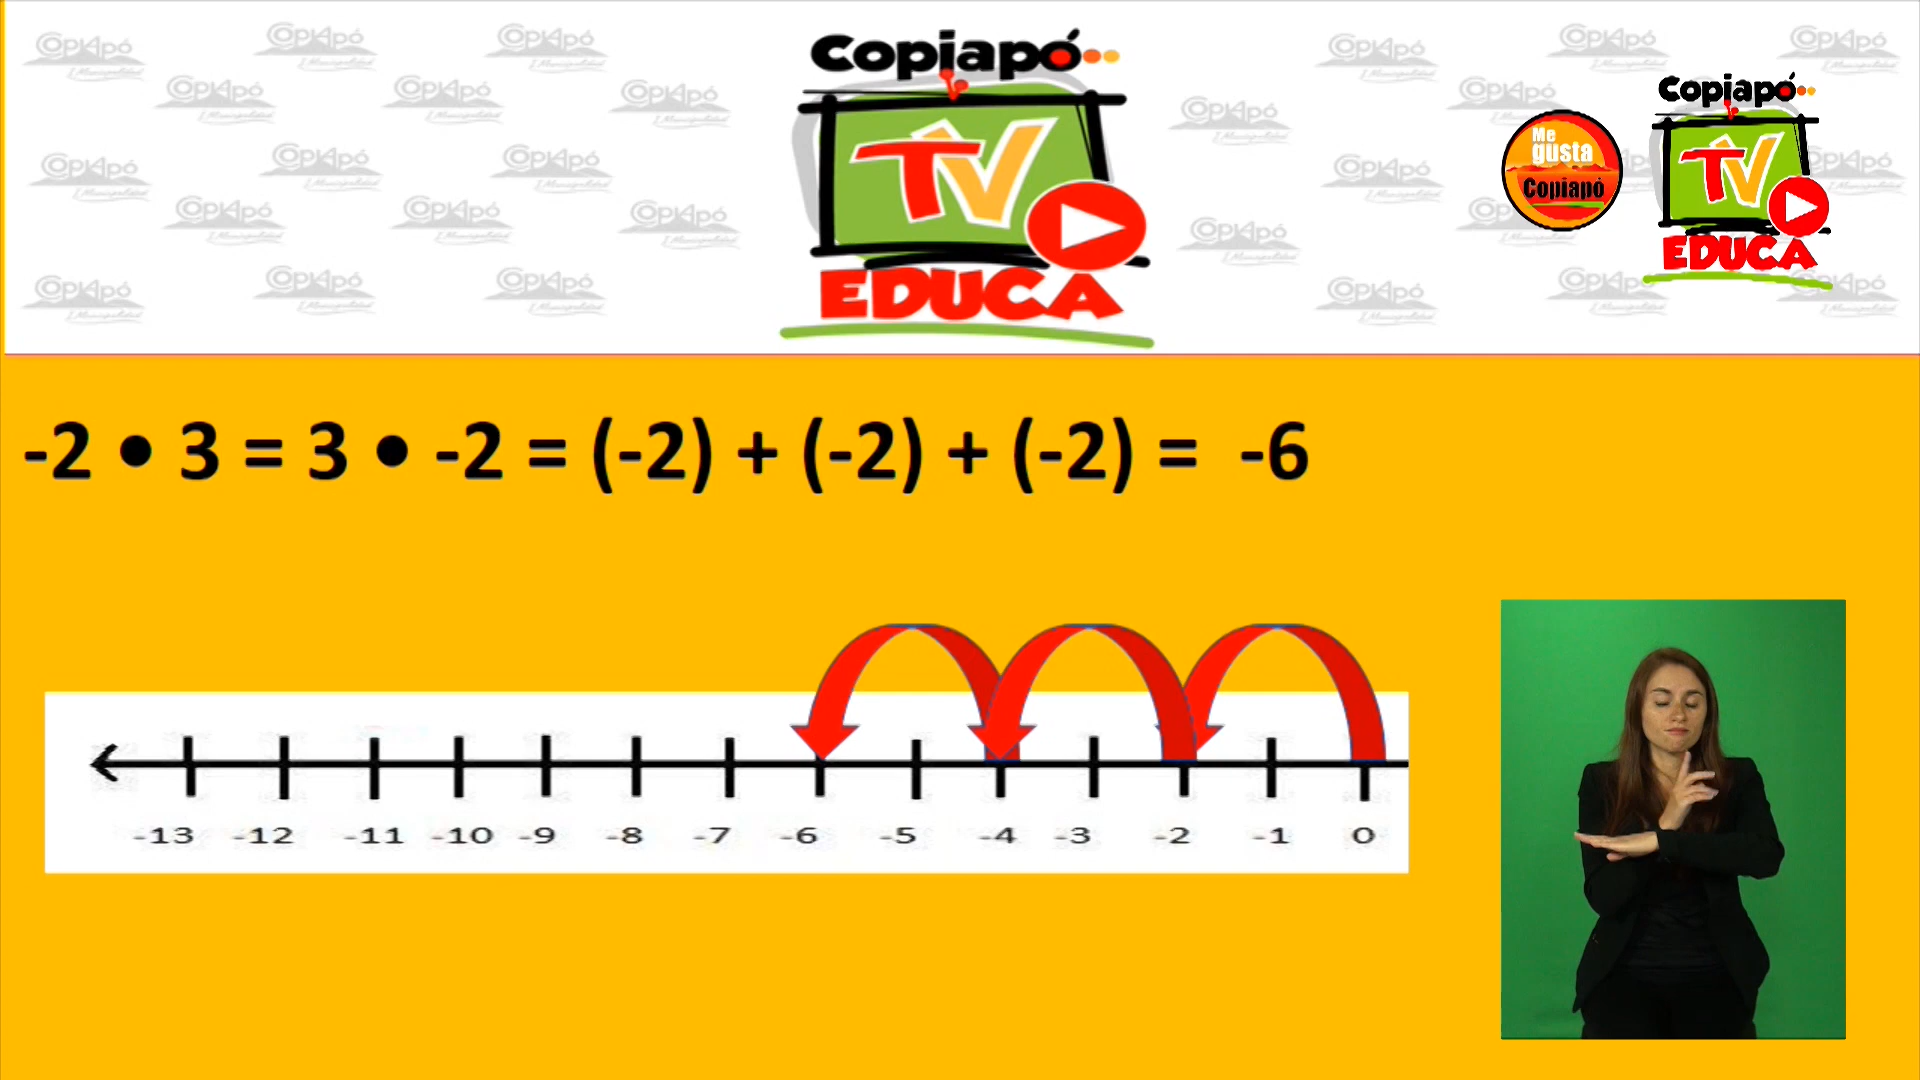 Copiapó
TV
EDUCA
Me gusta
Copiapó
Copiapó
TV
EDUCA
-2 • 3 = 3 • -2 = (-2) + (-2) + (-2) = -6
-13 -12 -11 -10 -9 -8 -7 -6 -5 -4 -3 -2 -1 0